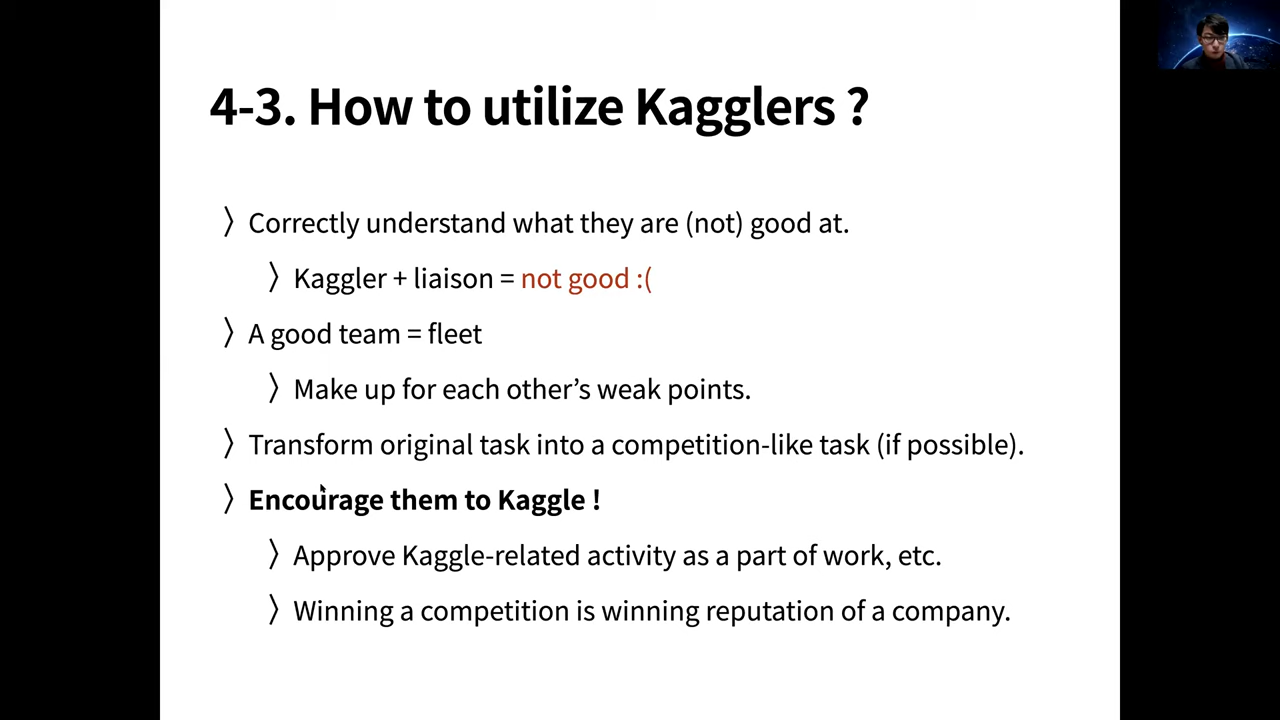 4-3. How to utilize Kagglers ?
〉Correctly understand what they are (not) good at.
〉Kaggler + liaison = not good :(
〉A good team = fleet
〉Make up for each other’s weak points.
〉Transform original task into a competition-like task (if possible).
〉Encourage them to Kaggle !
〉Approve Kaggle-related activity as a part of work, etc.
〉Winning a competition is winning reputation of a company.